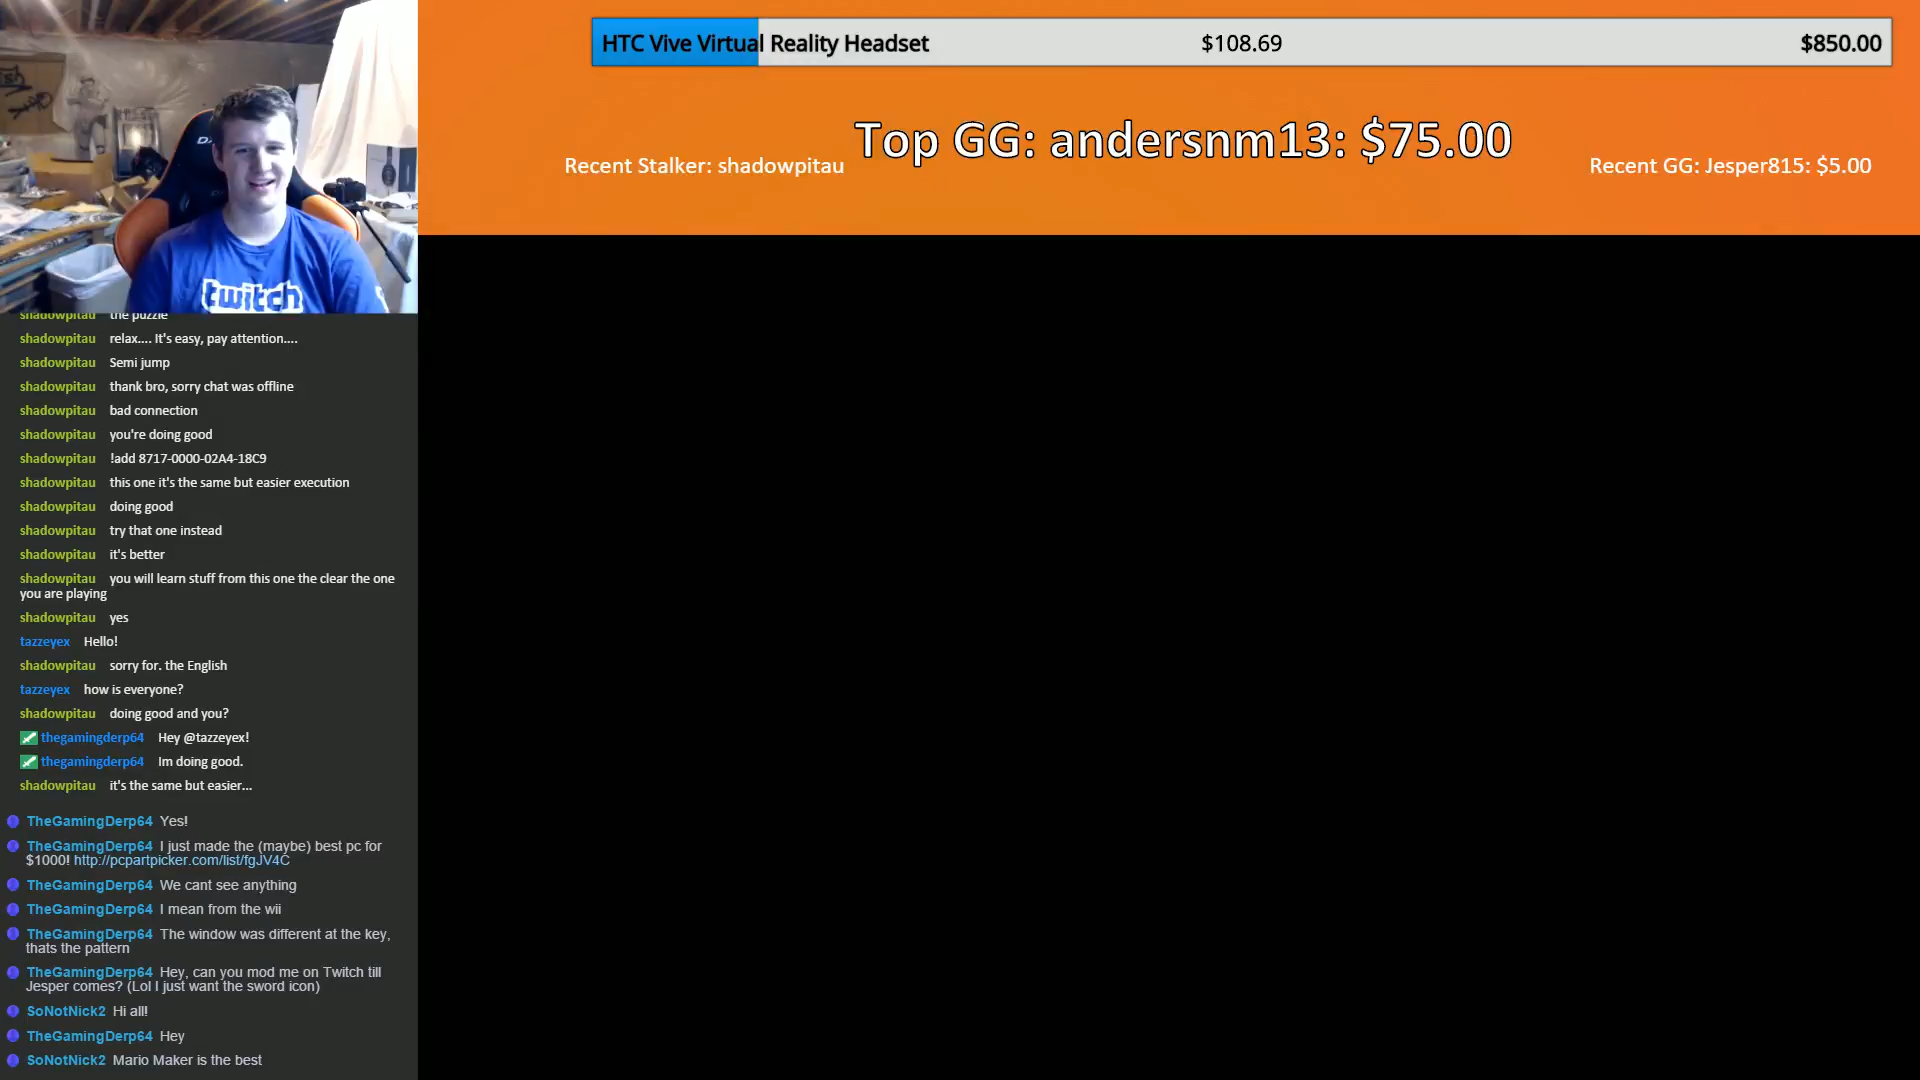 HTC Vive Virtual Reality Headset $108.69 $850.00
Top GG: andersnm13: $75.00
Recent Stalker: shadowpitau
Recent GG: Jesper815: $5.00
twitch
shadowpitau the puzzle
shadowpitau relax.... It's easy, pay attention....
shadowpitau Semi jump
shadowpitau thank bro, sorry chat was offline
shadowpitau bad connection
shadowpitau you're doing good
shadowpitau !add 8717-0000-02A4-18C9
shadowpitau this one it's the same but easier execution
shadowpitau doing good
shadowpitau try that one instead
shadowpitau it's better
shadowpitau you will learn stuff from this one the clear the one
you are playing
shadowpitau yes
tazzeyex Hello!
shadowpitau sorry for. the English
tazzeyex how is everyone?
shadowpitau doing good and you?
thegamingderp64 Hey @tazzeyex!
thegamingderp64 Im doing good.
shadowpitau it's the same but easier...
TheGamingDerp64 Yes!
TheGamingDerp64 I just made the (maybe) best pc for
$1000! http://pcpartpicker.com/list/fgJV4C
TheGamingDerp64 We cant see anything
TheGamingDerp64 I mean from the wii
TheGamingDerp64 The window was different at the key,
thats the pattern
TheGamingDerp64 Hey, can you mod me on Twitch till
Jesper comes? (Lol I just want the sword icon)
SoNotNick2 Hi all!
TheGamingDerp64 Hey
SoNotNick2 Mario Maker is the best